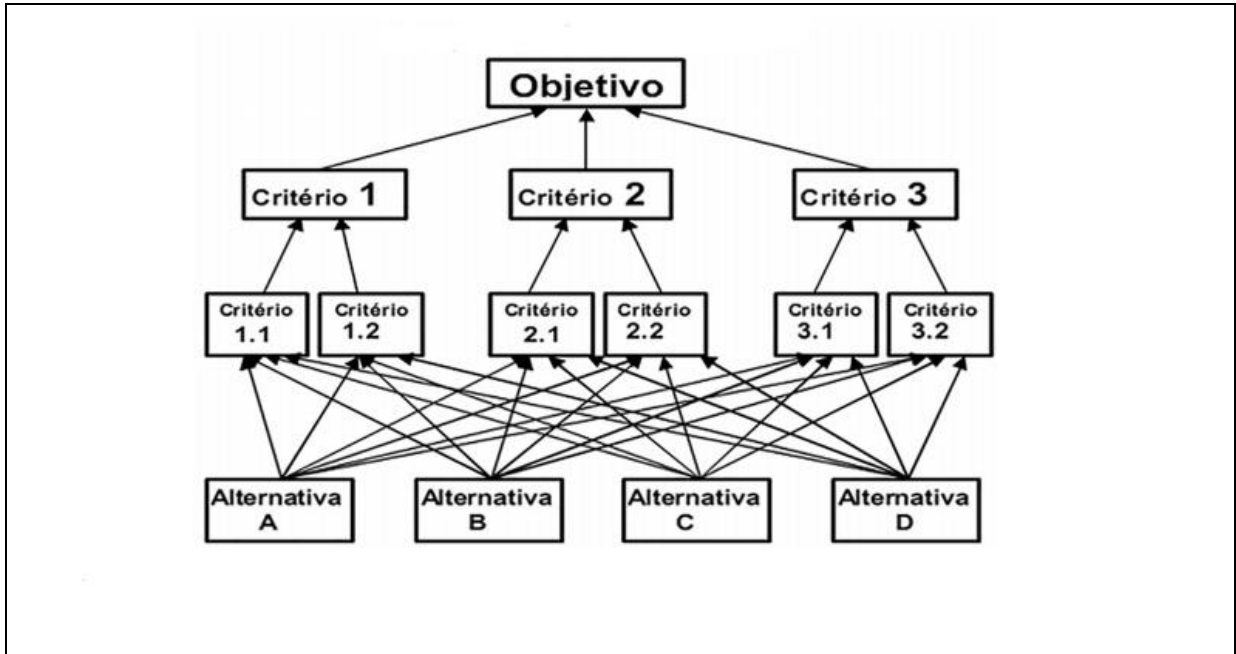 Objetivo
Critério 1
Critério 2
Critério 3
Critério
1.1
Critério
1.2
Critério
2.1
Critério
2.2
Critério
3.1
Critério
3.2
Alternativa
A
Alternativa
B
Alternativa
C
Alternativa
D